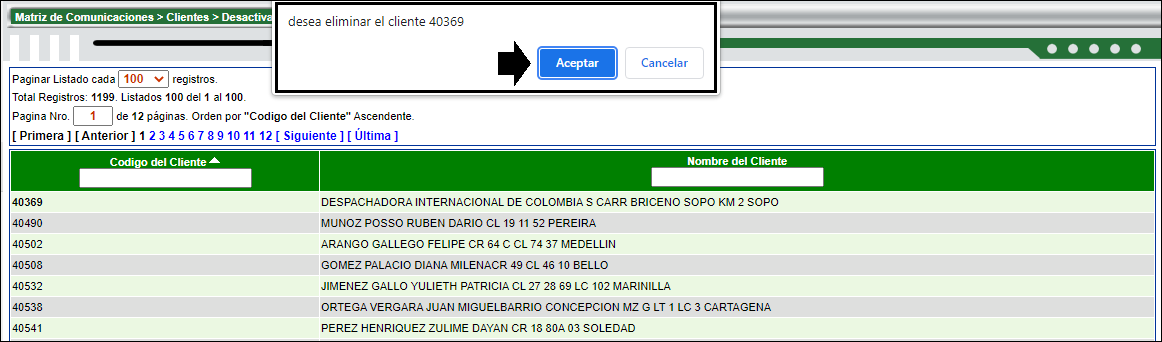 Matriz de Comunicaciones > Clientes > Desactiva
desea eliminar el cliente 40369
Aceptar
Cancelar
Paginar Listado cada 100 registros.
Total Registros: 1199. Listados 100 del 1 al 100.
Pagina Nro. 1 de 12 páginas. Orden por "Codigo del Cliente" Ascendente.
[ Primera ] [ Anterior ] 1 2 3 4 5 6 7 8 9 10 11 12 [ Siguiente ] [ Última ]
Codigo del Cliente Nombre del Cliente
40369 DESPACHADORA INTERNACIONAL DE COLOMBIA S CARR BRICENO SOPO KM 2 SOPO
40490 MUNOZ POSSO RUBEN DARIO CL 19 11 52 PEREIRA
40502 ARANGO GALLEGO FELIPE CR 64 C CL 74 37 MEDELLIN
40508 GOMEZ PALACIO DIANA MILENACR 49 CL 46 10 BELLO
40532 JIMENEZ GALLO YULIETH PATRICIA CL 27 28 69 LC 102 MARINILLA
40538 ORTEGA VERGARA JUAN MIGUELBARRIO CONCEPCION MZ G LT 1 LC 3 CARTAGENA
40541 PEREZ HENRIQUEZ ZULIME DAYAN CR 18 80A 03 SOLEDAD